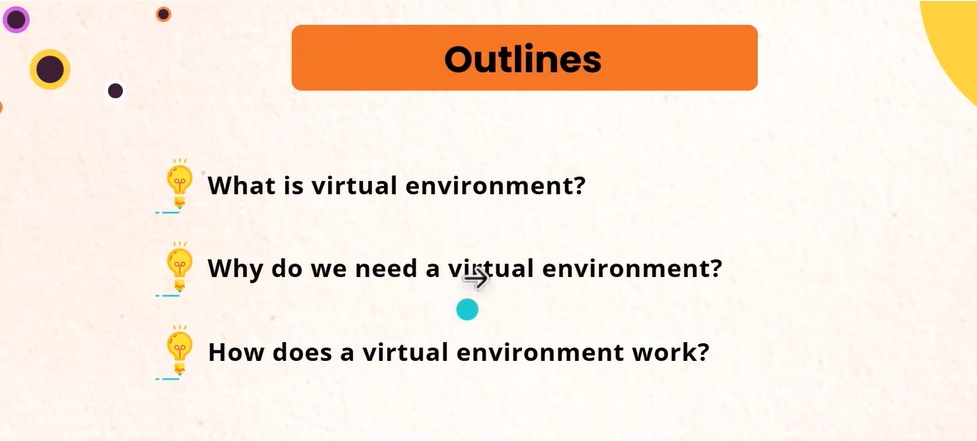 Outlines
What is virtual environment?
Why do we need a virtual environment?
How does a virtual environment work?